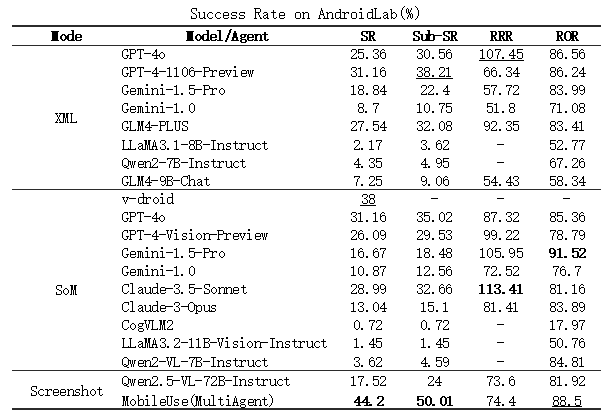 Success Rate on AndroidLab(%)
Mode Model/Agent SR Sub-SR RRR ROR
XML
GPT-4o 25.36 30.56 107.45 86.56
GPT-4-1106-Preview 31.16 38.21 66.34 86.24
Gemini-1.5-Pro 18.84 22.4 57.72 83.99
Gemini-1.0 8.7 10.75 51.8 71.08
GLM4-PLUS 27.54 32.08 92.35 83.41
LLaMA3.1-8B-Instruct 2.17 3.62 - 52.77
Qwen2-7B-Instruct 4.35 4.95 - 67.26
GLM4-9B-Chat 7.25 9.06 54.43 58.34
SoM
v-droid 38 - - -
GPT-4o 31.16 35.02 87.32 85.36
GPT-4-Vision-Preview 26.09 29.53 99.22 78.79
Gemini-1.5-Pro 16.67 18.48 105.95 91.52
Gemini-1.0 10.87 12.56 72.52 76.7
Claude-3.5-Sonnet 28.99 32.66 113.41 81.16
Claude-3-Opus 13.04 15.1 81.41 83.89
CogVLM2 0.72 0.72 - 17.97
LLaMA3.2-11B-Vision-Instruct 1.45 1.45 - 50.76
Qwen2-VL-7B-Instruct 3.62 4.59 - 84.81
Screenshot
Qwen2.5-VL-72B-Instruct 17.52 24 73.6 81.92
MobileUse(MultiAgent) 44.2 50.01 74.4 88.5